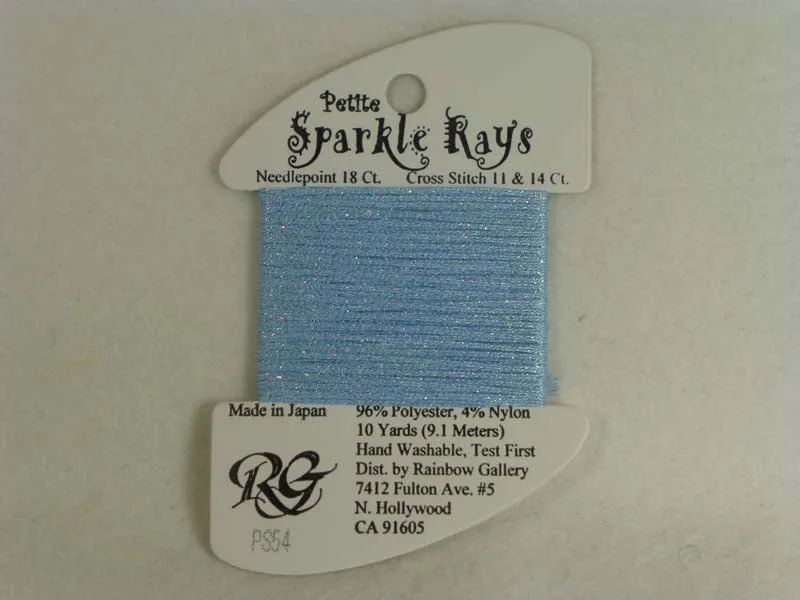 Petite
Sparkle Rays
Needlepoint 18 Ct. Cross Stitch 11 & 14 Ct.
Made in Japan
96% Polyester, 4% Nylon
10 Yards (9.1 Meters)
Hand Washable, Test First
Dist. by Rainbow Gallery
7412 Fulton Ave. #5
N. Hollywood
CA 91605
RG
PS54